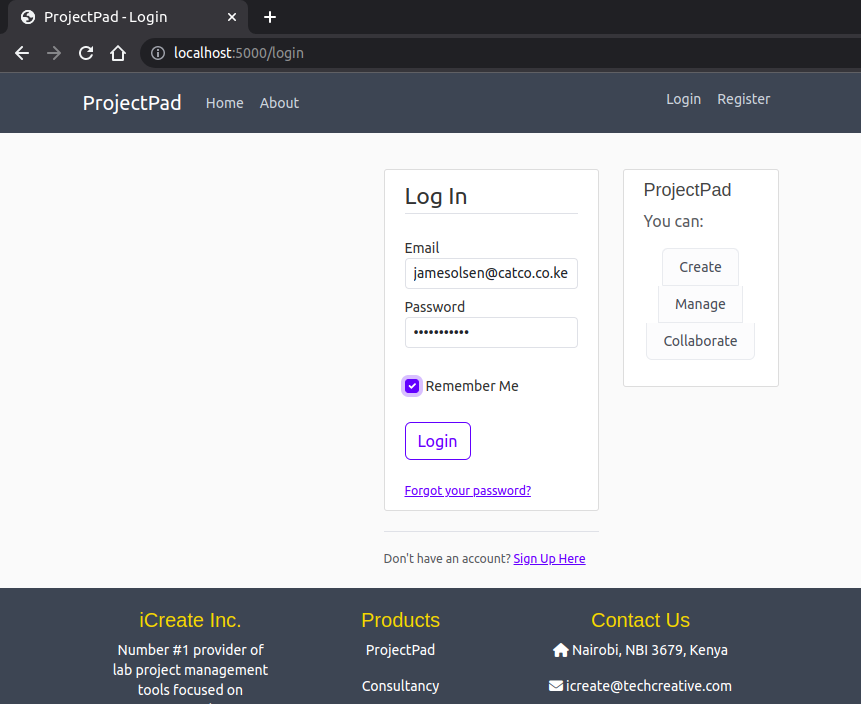 ProjectPad - Login
localhost:5000/login
ProjectPad Home About Login Register
Log In
Email
jamesolsen@catco.co.ke
Password
•••••••••••
Remember Me
Login
Forgot your password?
Don't have an account? Sign Up Here
ProjectPad
You can:
Create
Manage
Collaborate
iCreate Inc.
Number #1 provider of
lab project management
tools focused on
Products
ProjectPad
Consultancy
Contact Us
Nairobi, NBI 3679, Kenya
icreate@techcreative.com